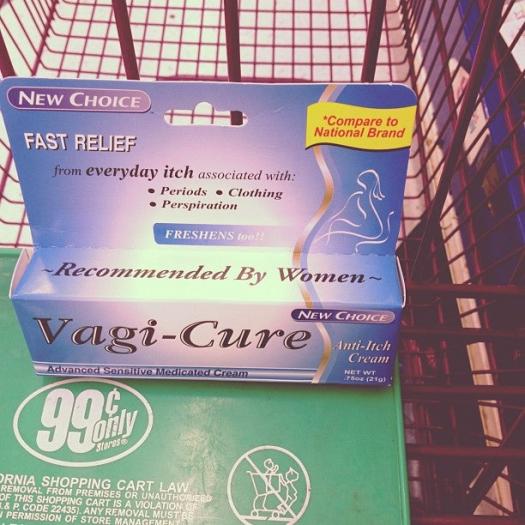 NEW CHOICE
*Compare to
National Brand
FAST RELIEF
from everyday itch associated with:
• Periods • Clothing
• Perspiration
FRESHENS too!!
~Recommended By Women~
NEW CHOICE
Vagi-Cure
Anti-Itch
Cream
Advanced Sensitive Medicated Cream
NET WT
.75oz (21g)
99¢
only
Stores®
ORNIA SHOPPING CART LAW
REMOVAL FROM PREMISES OR UNAUTHORIZED
OF THIS SHOPPING CART IS A VIOLATION OF
& P. CODE 22435). ANY REMOVAL MUST BE
PERMISSION OF STORE MANAGEMENT